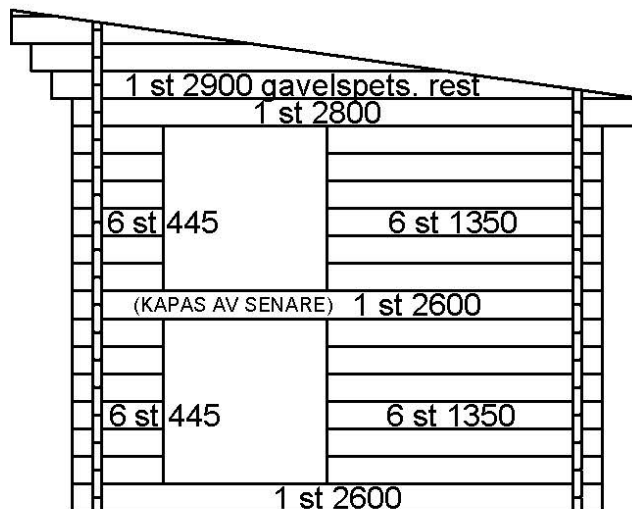 1 st 2900 gavelspets. rest
1 st 2800
6 st 445 6 st 1350
(KAPAS AV SENARE) 1 st 2600
6 st 445 6 st 1350
1 st 2600